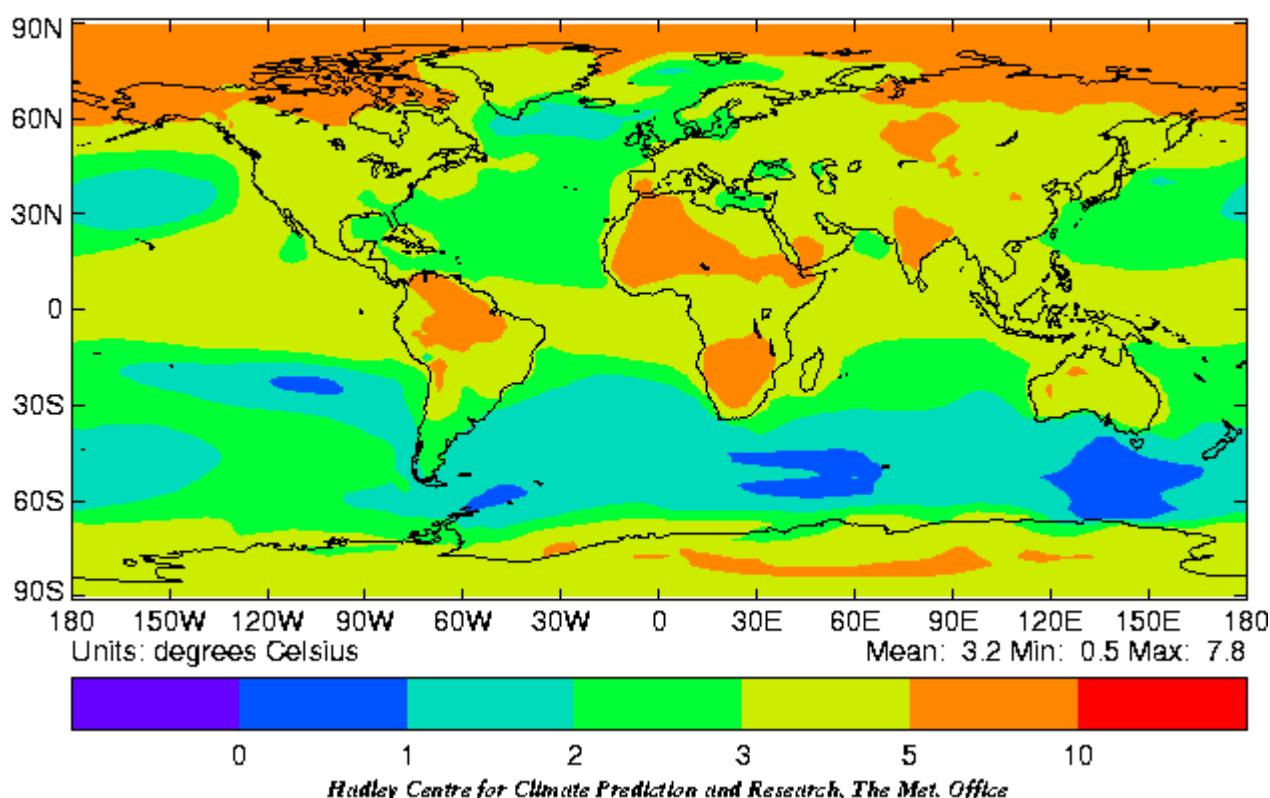 90N
60N
30N
0
30S
60S
90S
180 150W 120W 90W 60W 30W 0 30E 60E 90E 120E 150E 180
Units: degrees Celsius Mean: 3.2 Min: 0.5 Max: 7.8
0 1 2 3 5 10
Hadley Centre for Climate Prediction and Research, The Met. Office